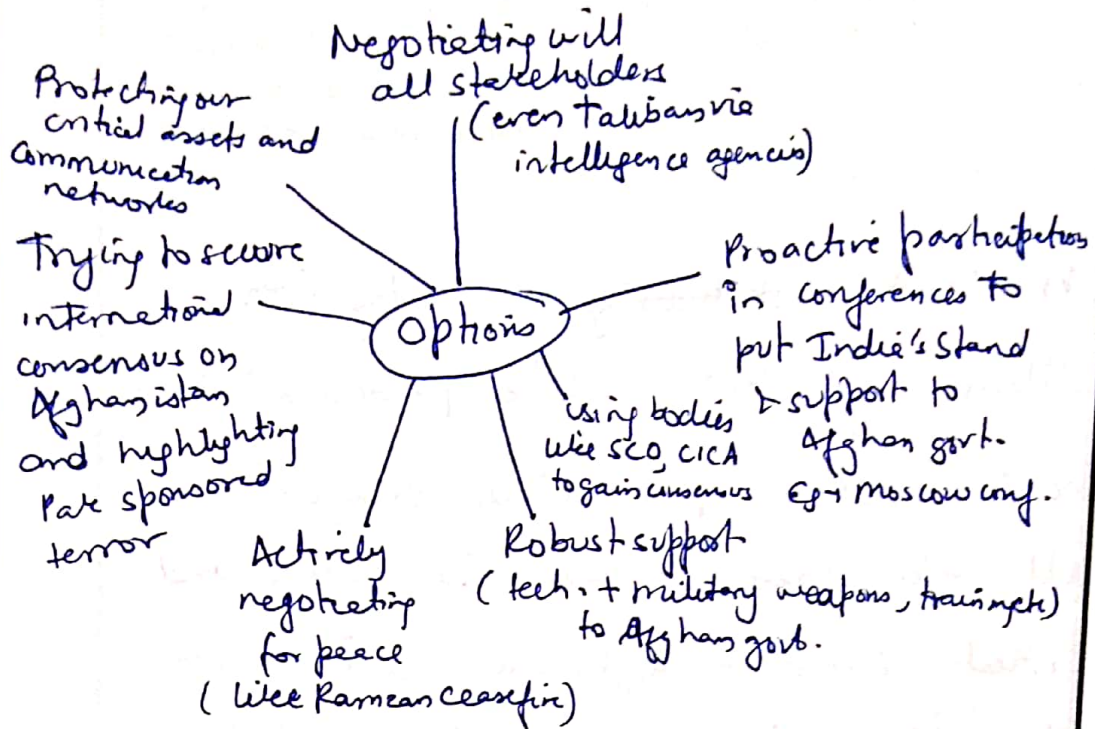 Negotieting will
all stakeholders
(even Taliban via
intelligence agencies)
Protecting our
critical assets and
communication
networks
Trying to secure
international
consensus on
Afghanistan
and highlighting
Pak sponsored
terror
Options
Proactive participation
in conferences to
put India's stand
& support to
Afghan govt.
Eg → Moscow conf.
using bodies
like SCO, CICA
to gain consensus
Robust support
(tech. + military weapons, training etc)
to Afghan govt.
Actively
negotiating
for peace
(like Ramzan ceasefire)